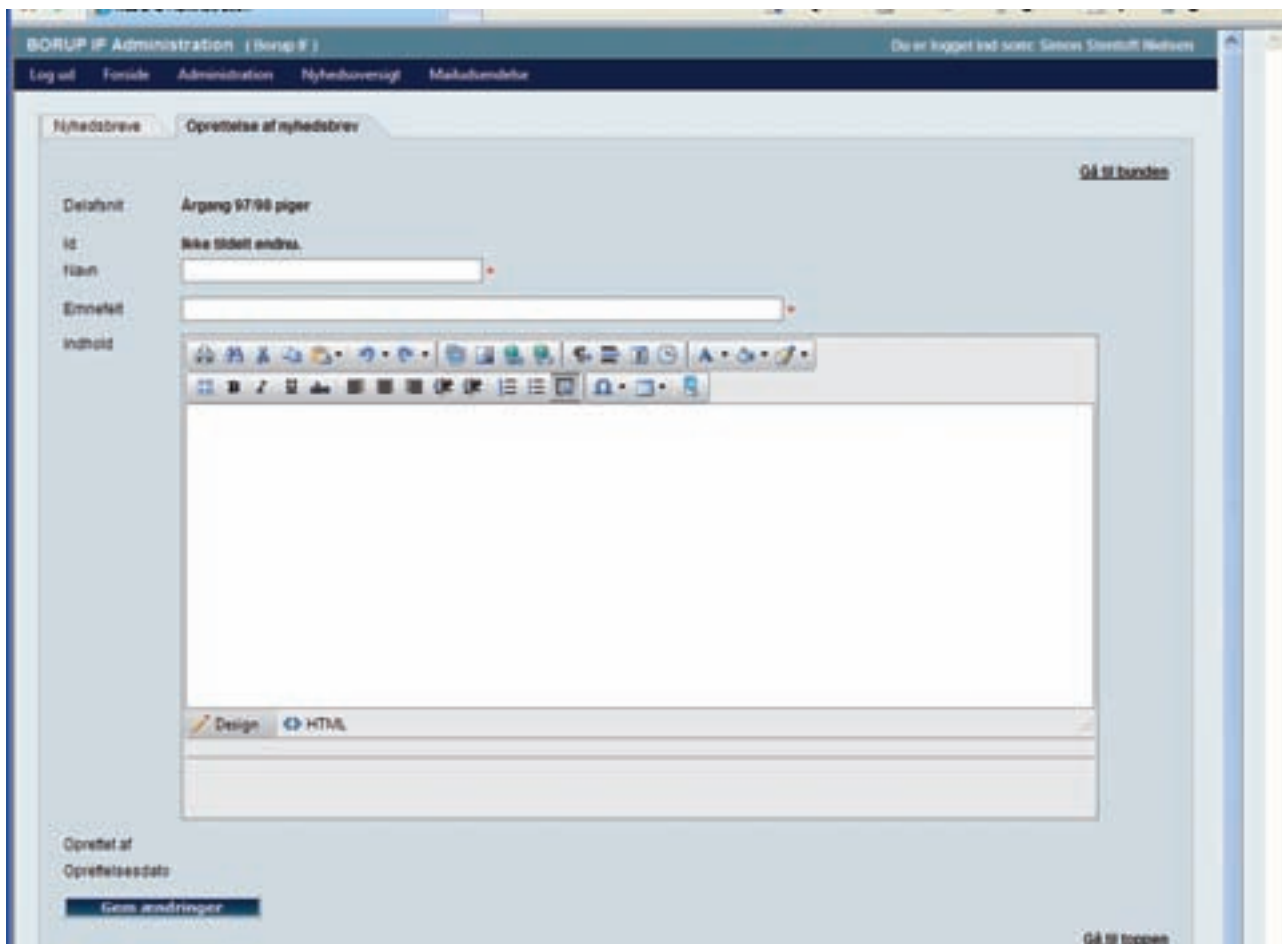 BORUP IF Administration ( Borup IF )
Du er logget ind som: Simon Stentoft Nielsen
Log ud Forside Administration Nyhedsoversigt Mailudsendelse
Nyhedsbreve Oprettelse af nyhedsbrev
Gå til bunden
Delafsnit Årgang 97/98 piger
Id Ikke tildelt endnu.
Navn *
Emnefelt *
Indhold
Design HTML
Oprettet af
Oprettelsesdato
Gem ændringer
Gå til toppen